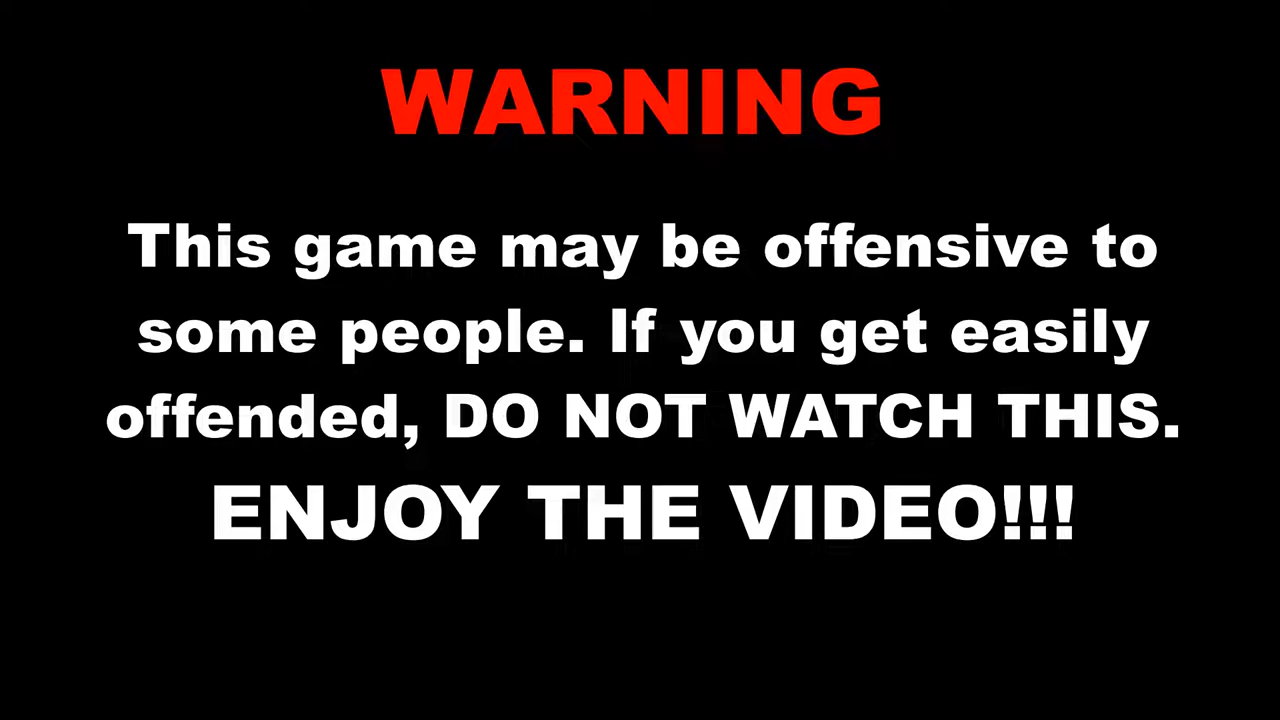 WARNING
This game may be offensive to
some people. If you get easily
offended, DO NOT WATCH THIS.
ENJOY THE VIDEO!!!